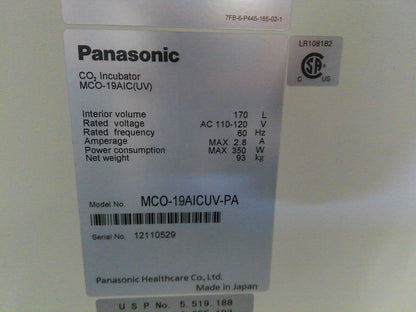 7FB-6-P445-165-02-1
LR108182
C US
Panasonic
CO₂ Incubator
MCO-19AIC(UV)
Interior volume 170 L
Rated voltage AC 110-120 V
Rated frequency 60 Hz
Amperage MAX 2.8 A
Power consumption MAX 350 W
Net weight 93 kg
Model No. MCO-19AICUV-PA
Serial No. 12110529
Panasonic Healthcare Co., Ltd.
Made in Japan
U S P No. 5.519.188